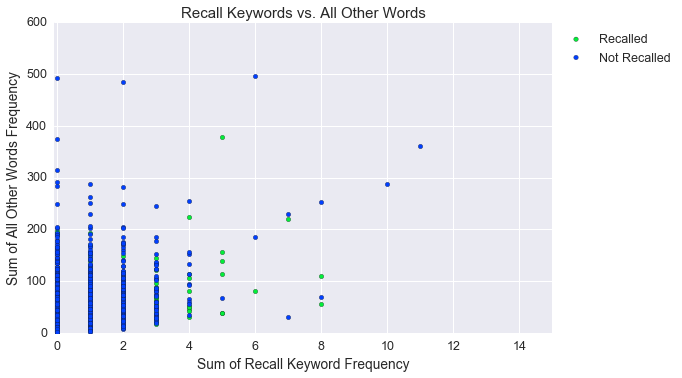 Recall Keywords vs. All Other Words
600
500
400
300
200
100
0
0 2 4 6 8 10 12 14
Sum of All Other Words Frequency
Sum of Recall Keyword Frequency
Recalled
Not Recalled